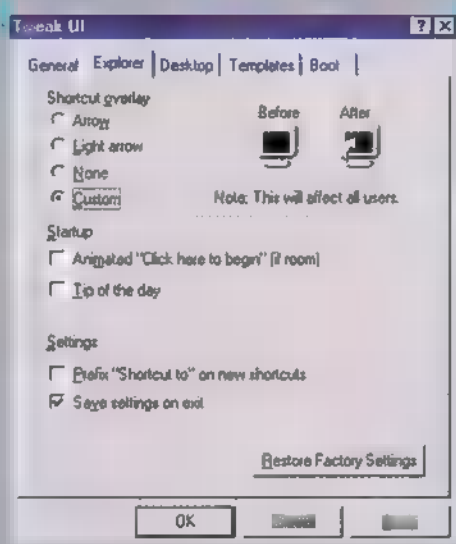 Tweak UI
General Explorer Desktop Templates Boot
Shortcut overlay
Arrow
Light arrow
None
Custom
Before After
Note: This will affect all users.
Startup
Animated "Click here to begin" (if room)
Tip of the day
Settings
Prefix "Shortcut to" on new shortcuts
Save settings on exit
Restore Factory Settings
OK